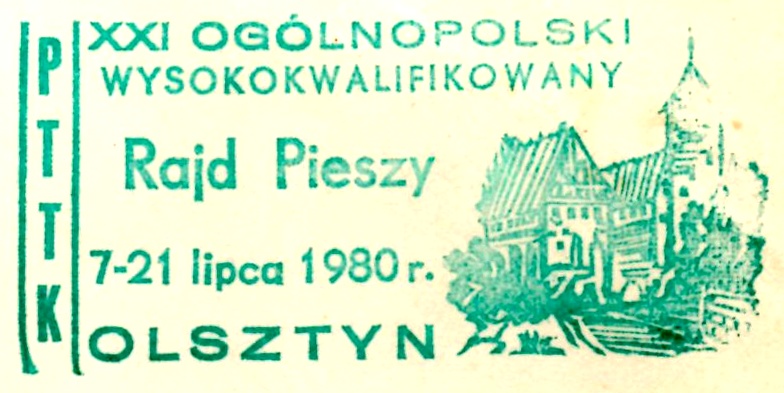 PTTK
XXI OGÓLNOPOLSKI
WYSOKOKWALIFIKOWANY
Rajd Pieszy
7-21 lipca 1980 r.
OLSZTYN